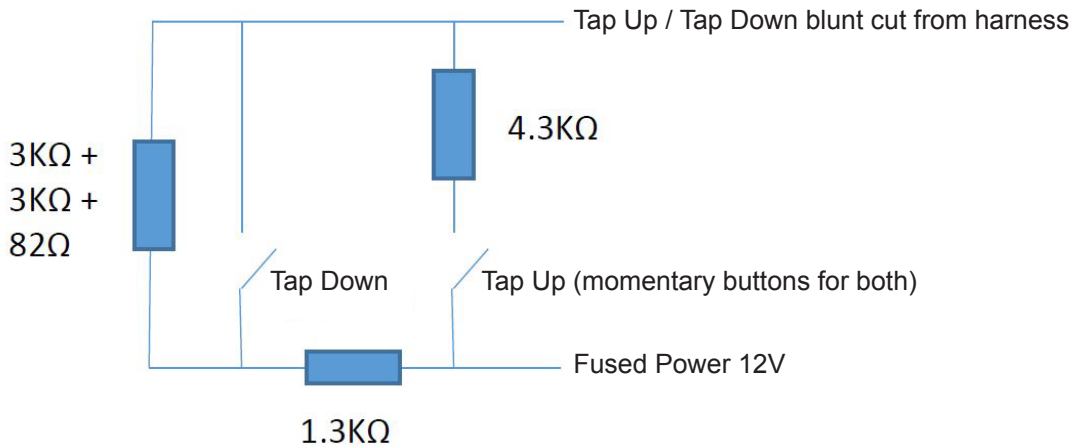 Tap Up / Tap Down blunt cut from harness
4.3KΩ
3KΩ +
3KΩ +
82Ω
Tap Down
Tap Up (momentary buttons for both)
Fused Power 12V
1.3KΩ